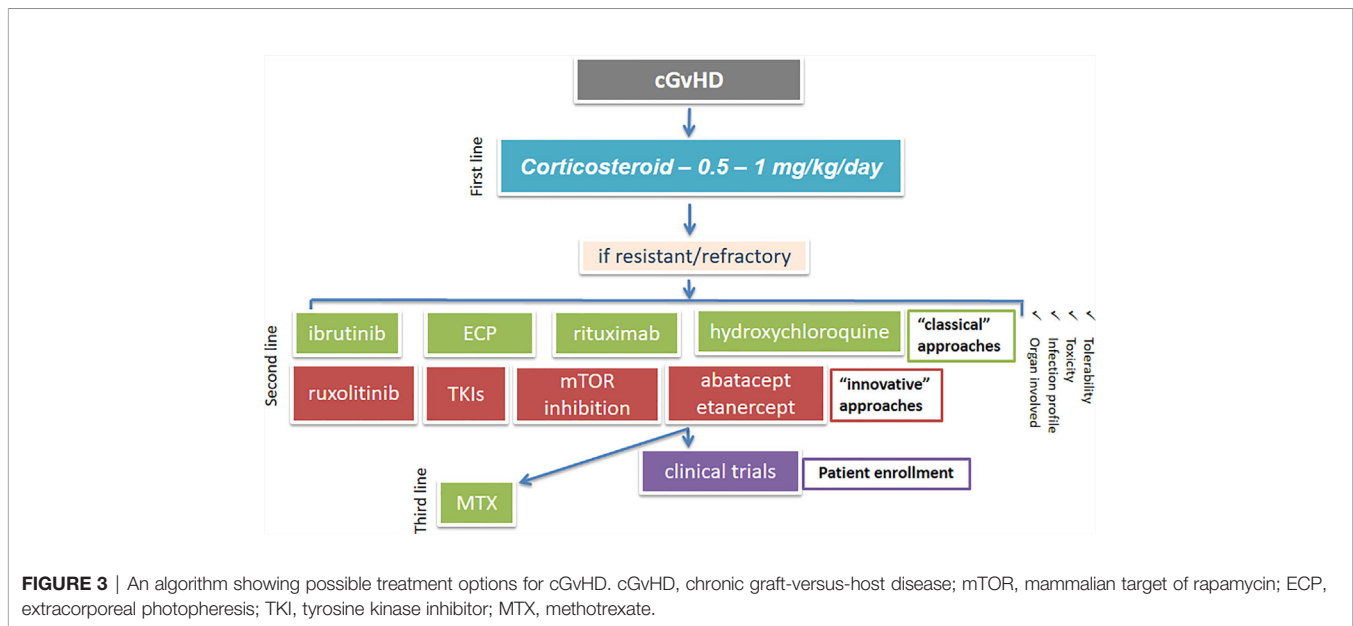 cGvHD
First line
Corticosteroid – 0.5 – 1 mg/kg/day
if resistant/refractory
Second line
ibrutinib
ECP
rituximab
hydroxychloroquine
"classical"
approaches
ruxolitinib
TKIs
mTOR
inhibition
abatacept
etanercept
"innovative"
approaches
✓ Organ involved
✓ Infection profile
✓ Toxicity
✓ Tolerability
Third line
MTX
clinical trials
Patient enrollment
FIGURE 3 | An algorithm showing possible treatment options for cGvHD. cGvHD, chronic graft-versus-host disease; mTOR, mammalian target of rapamycin; ECP,
extracorporeal photopheresis; TKI, tyrosine kinase inhibitor; MTX, methotrexate.